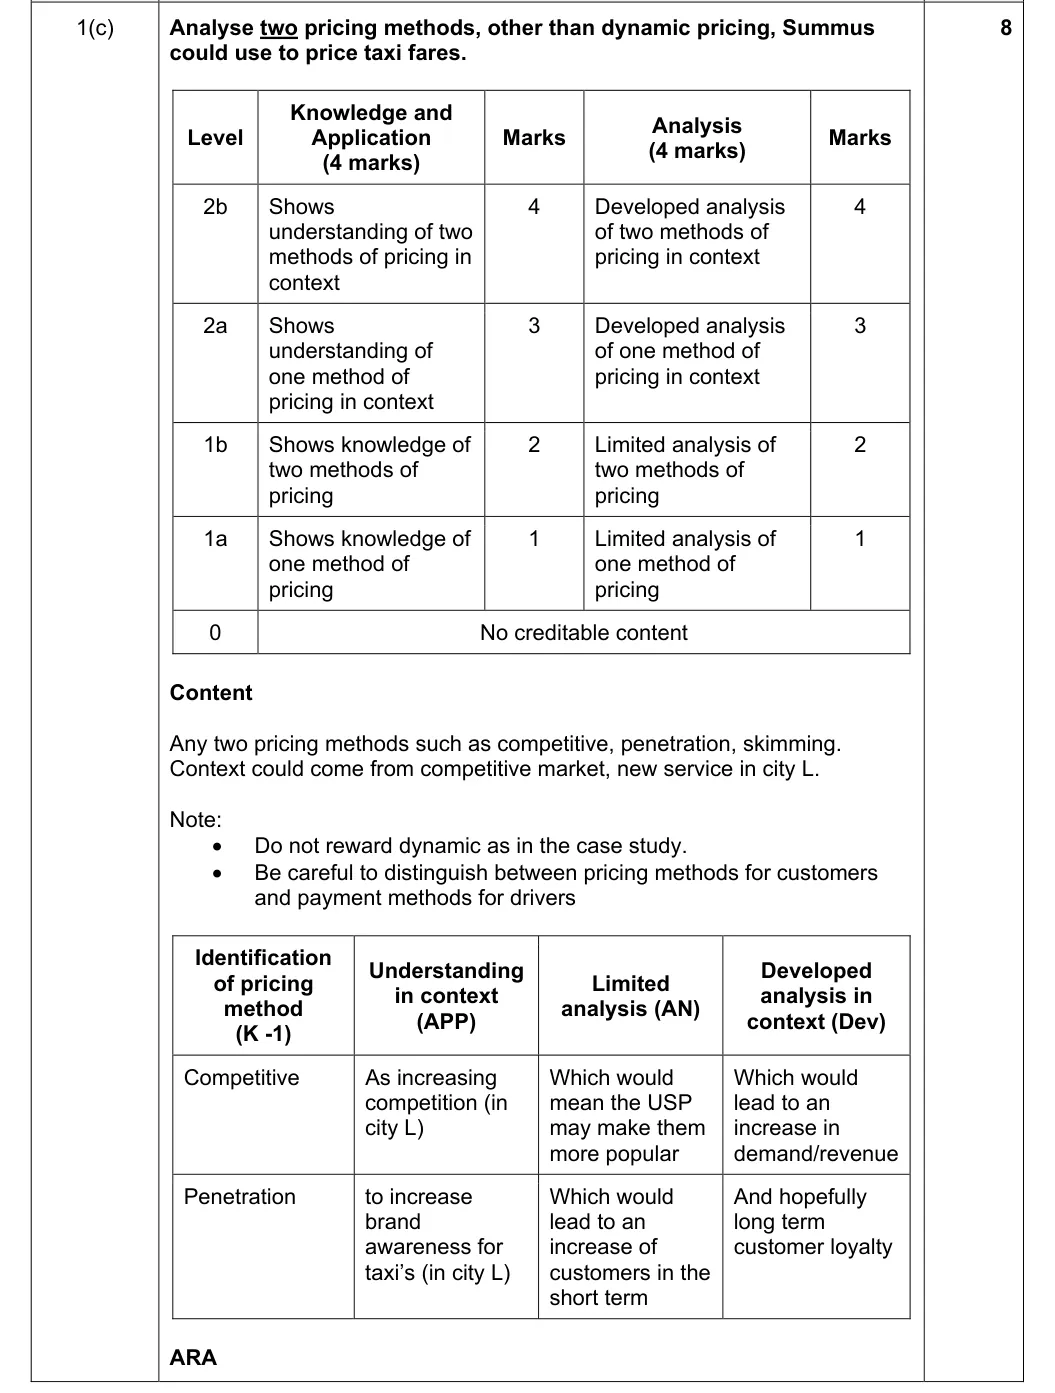 1(c)
Analyse two pricing methods, other than dynamic pricing, Summus
could use to price taxi fares.
8
Level
Knowledge and
Application
(4 marks)
Marks
Analysis
(4 marks)
Marks
2b
Shows
understanding of two
methods of pricing in
context
4
Developed analysis
of two methods of
pricing in context
4
2a
Shows
understanding of
one method of
pricing in context
3
Developed analysis
of one method of
pricing in context
3
1b
Shows knowledge of
two methods of
pricing
2
Limited analysis of
two methods of
pricing
2
1a
Shows knowledge of
one method of
pricing
1
Limited analysis of
one method of
pricing
1
0
No creditable content
Content
Any two pricing methods such as competitive, penetration, skimming.
Context could come from competitive market, new service in city L.
Note:
• Do not reward dynamic as in the case study.
• Be careful to distinguish between pricing methods for customers
and payment methods for drivers
Identification
of pricing
method
(K -1)
Understanding
in context
(APP)
Limited
analysis (AN)
Developed
analysis in
context (Dev)
Competitive
As increasing
competition (in
city L)
Which would
mean the USP
may make them
more popular
Which would
lead to an
increase in
demand/revenue
Penetration
to increase
brand
awareness for
taxi's (in city L)
Which would
lead to an
increase of
customers in the
short term
And hopefully
long term
customer loyalty
ARA